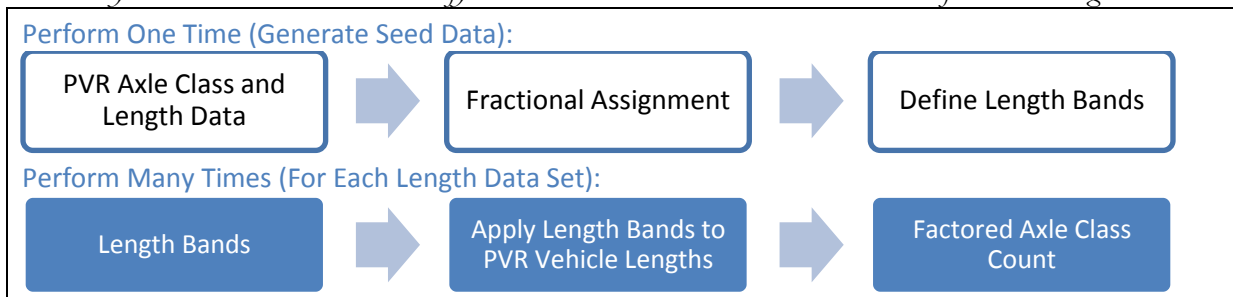 Perform One Time (Generate Seed Data):
PVR Axle Class and
Length Data
Fractional Assignment
Define Length Bands
Perform Many Times (For Each Length Data Set):
Length Bands
Apply Length Bands to
PVR Vehicle Lengths
Factored Axle Class
Count